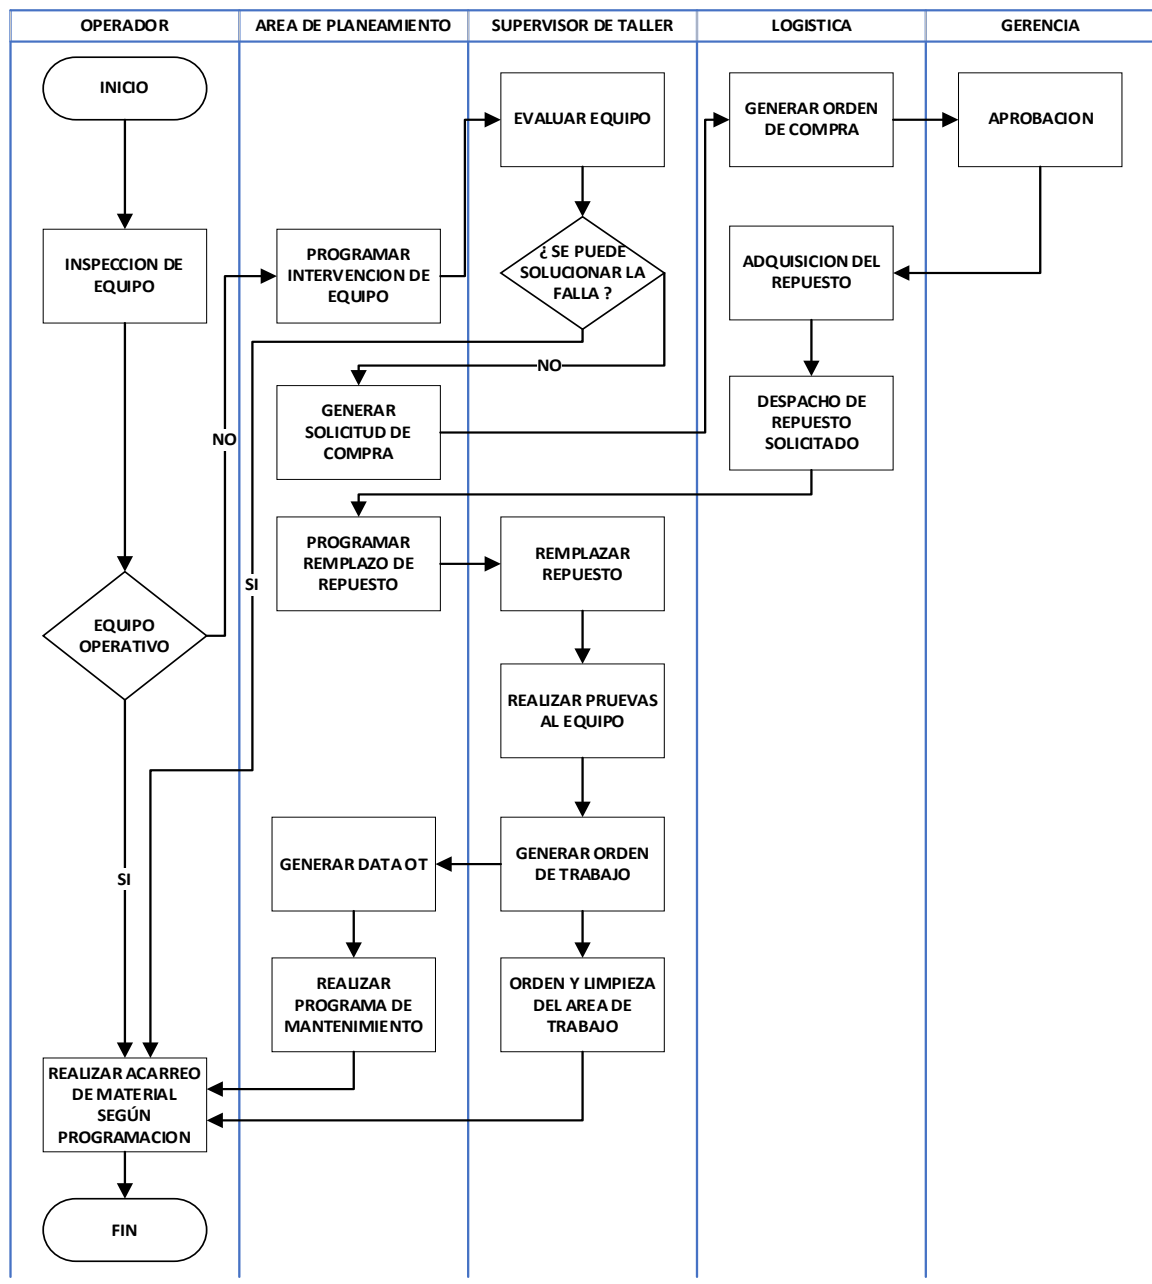 OPERADOR
AREA DE PLANEAMIENTO
SUPERVISOR DE TALLER
LOGISTICA
GERENCIA
INICIO
EVALUAR EQUIPO
GENERAR ORDEN
DE COMPRA
APROBACION
INSPECCION DE
EQUIPO
PROGRAMAR
INTERVENCION DE
EQUIPO
¿ SE PUEDE
SOLUCIONAR LA
FALLA ?
ADQUISICION DEL
REPUESTO
NO
GENERAR
SOLICITUD DE
COMPRA
DESPACHO DE
REPUESTO
SOLICITADO
NO
PROGRAMAR
REMPLAZO DE
REPUESTO
REMPLAZAR
REPUESTO
SI
EQUIPO
OPERATIVO
REALIZAR PRUEVAS
AL EQUIPO
GENERAR DATA OT
GENERAR ORDEN
DE TRABAJO
SI
REALIZAR
PROGRAMA DE
MANTENIMIENTO
ORDEN Y LIMPIEZA
DEL AREA DE
TRABAJO
REALIZAR ACARREO
DE MATERIAL
SEGÚN
PROGRAMACION
FIN